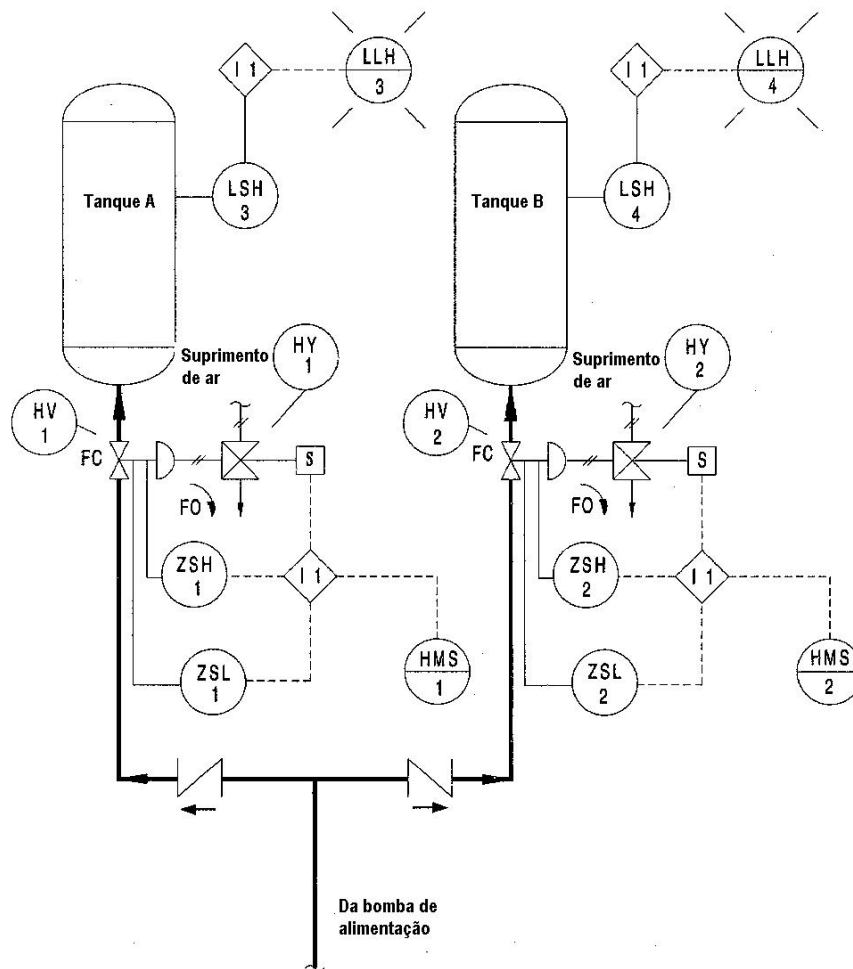 LLH
3
I 1
LSH
3
Tanque A
LLH
4
I 1
LSH
4
Tanque B
Suprimento
de ar
HY
1
HV
1
FC
S
FO
ZSH
1
I 1
ZSL
1
HMS
1
Suprimento
de ar
HY
2
HV
2
FC
S
FO
ZSH
2
I 1
ZSL
2
HMS
2
Da bomba de
alimentação